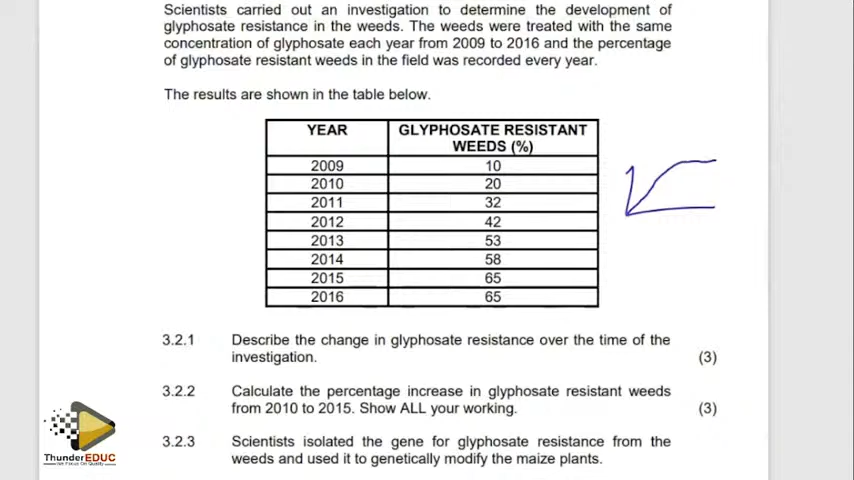 Scientists carried out an investigation to determine the development of
glyphosate resistance in the weeds. The weeds were treated with the same
concentration of glyphosate each year from 2009 to 2016 and the percentage
of glyphosate resistant weeds in the field was recorded every year.
The results are shown in the table below.
YEAR GLYPHOSATE RESISTANT
WEEDS (%)
2009 10
2010 20
2011 32
2012 42
2013 53
2014 58
2015 65
2016 65
3.2.1 Describe the change in glyphosate resistance over the time of the
investigation. (3)
3.2.2 Calculate the percentage increase in glyphosate resistant weeds
from 2010 to 2015. Show ALL your working. (3)
3.2.3 Scientists isolated the gene for glyphosate resistance from the
weeds and used it to genetically modify the maize plants.
ThunderEDUC
We Focus On Quality